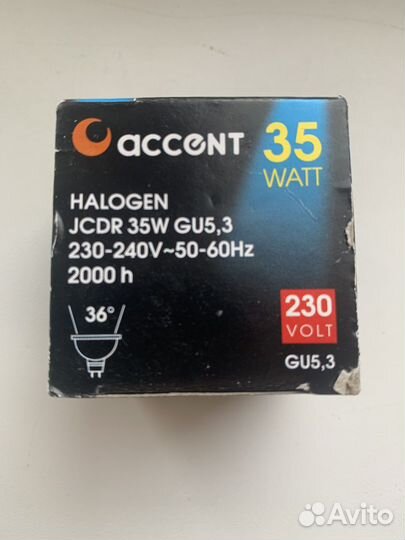 accent
35
WATT
HALOGEN
JCDR 35W GU5,3
230-240V~50-60Hz
2000 h
36°
230
VOLT
GU5,3
Avito